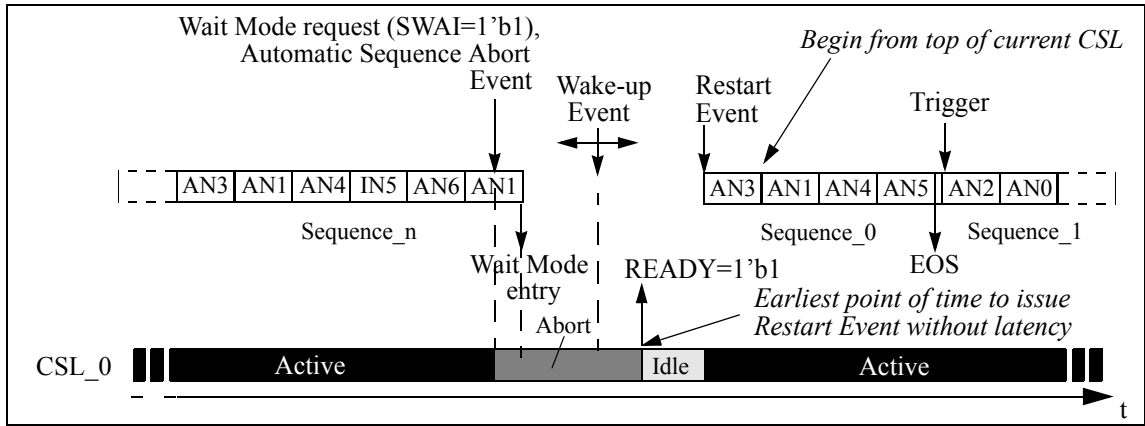 Wait Mode request (SWAI=1’b1),
Automatic Sequence Abort
Event
Wake-up
Event
Restart
Event
Begin from top of current CSL
Trigger
AN3 AN1 AN4 IN5 AN6 AN1
AN3 AN1 AN4 AN5 AN2 AN0
Sequence_n
Sequence_0
Sequence_1
Wait Mode
entry
READY=1’b1
EOS
Earliest point of time to issue
Restart Event without latency
Abort
CSL_0
Active
Idle
Active
t